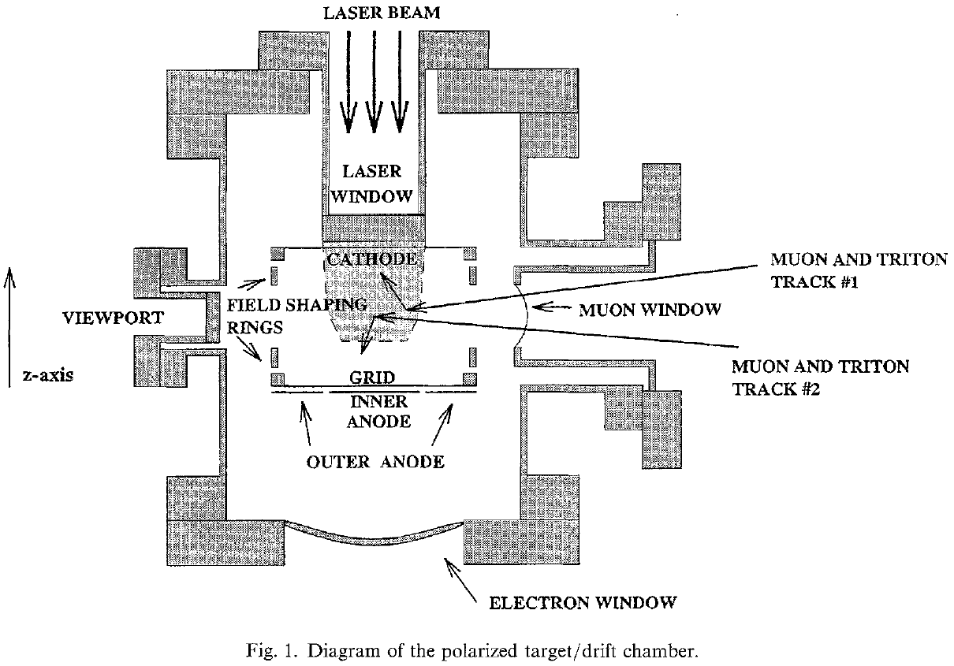 LASER BEAM
LASER
WINDOW
CATHODE
MUON AND TRITON
TRACK #1
FIELD SHAPING
RINGS
VIEWPORT
MUON WINDOW
z-axis
GRID
INNER
ANODE
MUON AND TRITON
TRACK #2
OUTER ANODE
ELECTRON WINDOW
Fig. 1. Diagram of the polarized target/drift chamber.